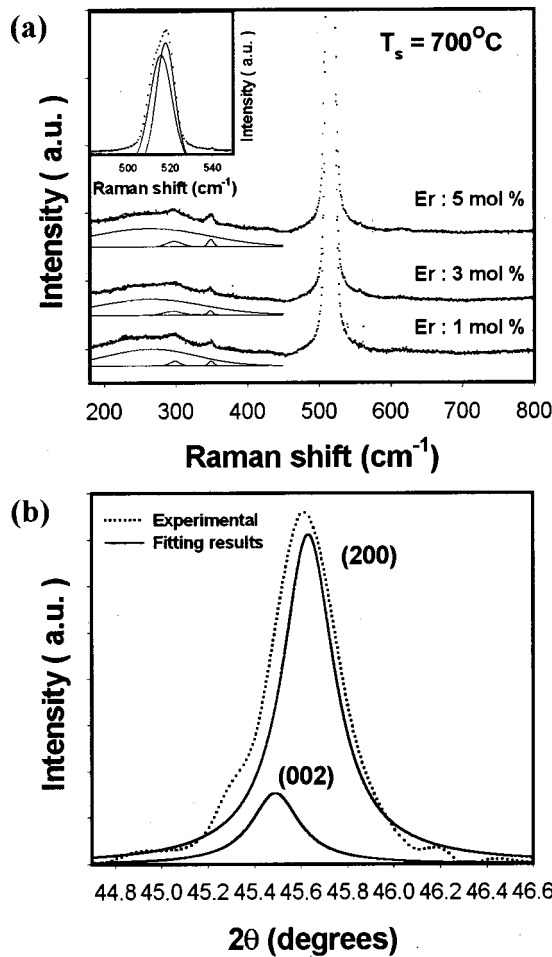 (a)
T_s = 700°C
Intensity ( a.u.)
500 520 540
Raman shift (cm⁻¹)
Intensity ( a.u.)
Er : 5 mol %
Er : 3 mol %
Er : 1 mol %
200 300 400 500 600 700 800
Raman shift (cm⁻¹)
(b)
Experimental
Fitting results
(200)
(002)
Intensity ( a.u.)
44.8 45.0 45.2 45.4 45.6 45.8 46.0 46.2 46.4 46.6
2θ (degrees)